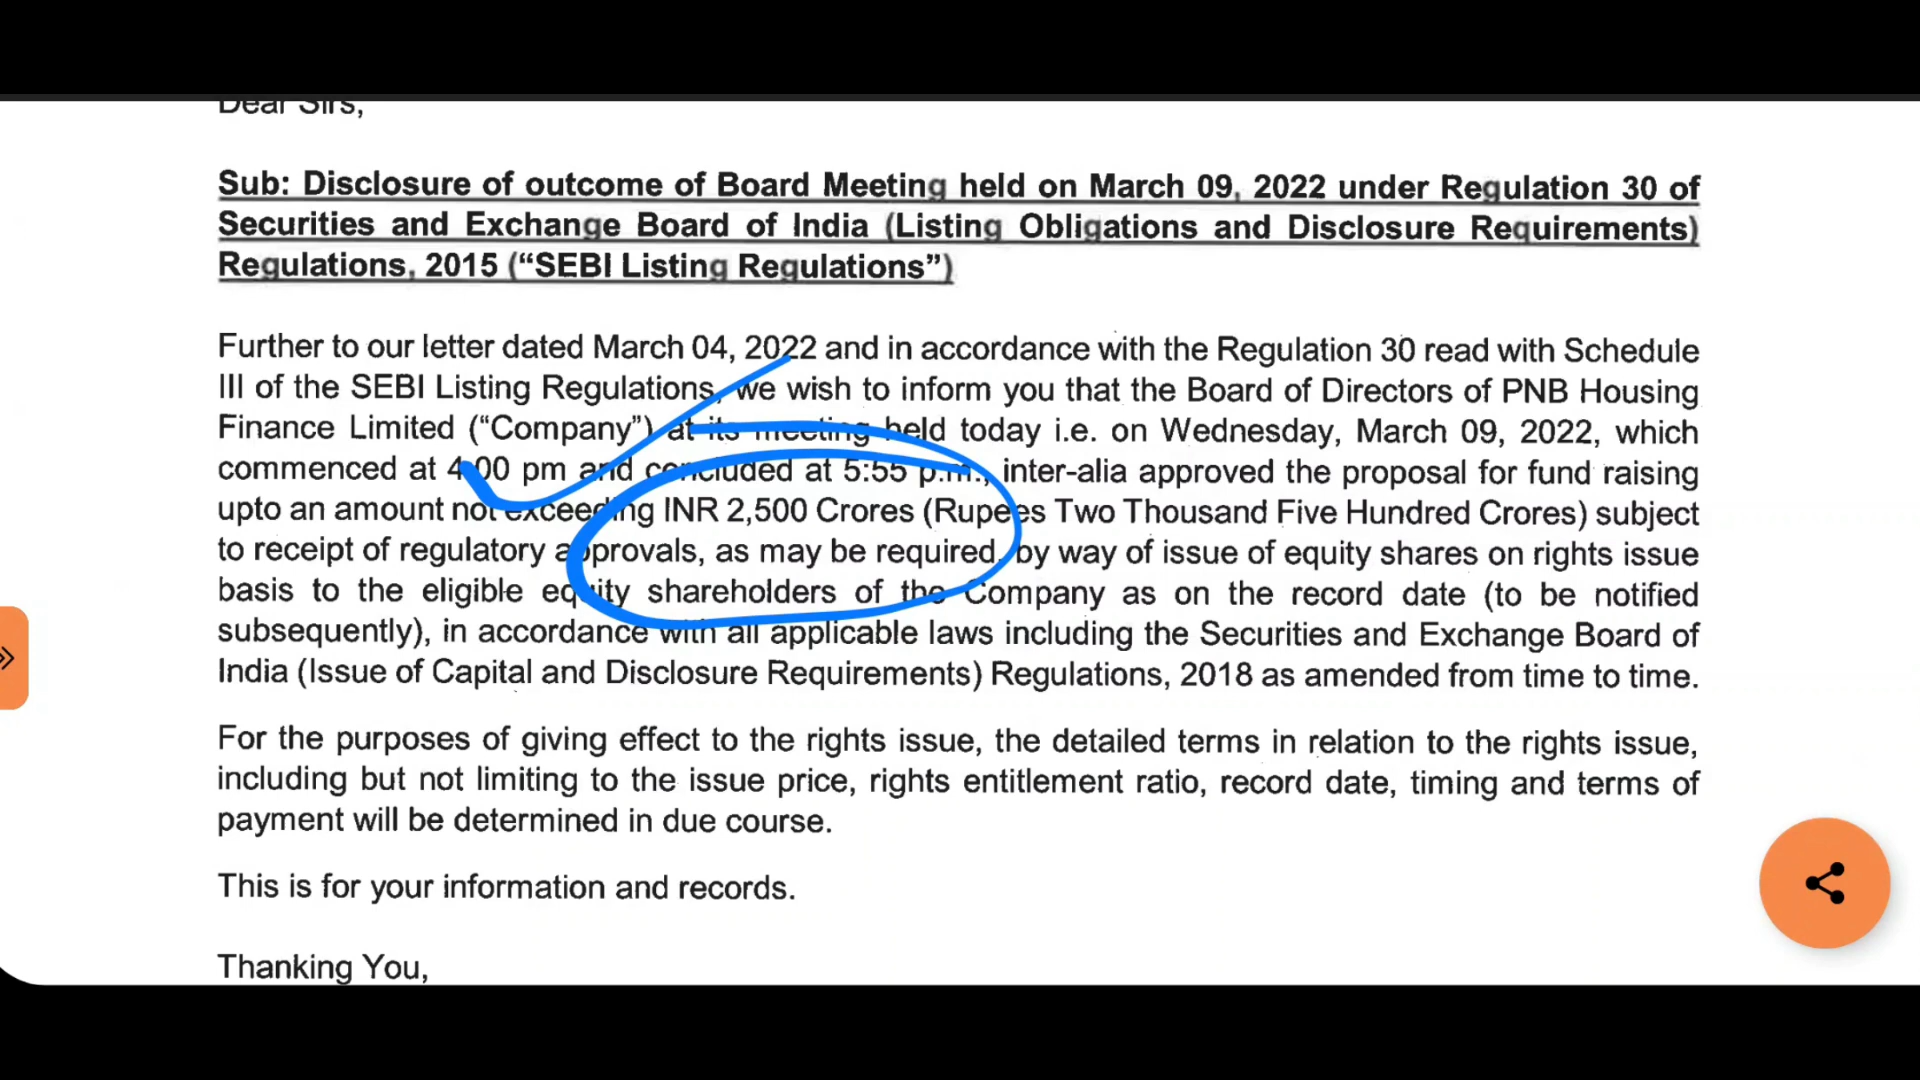 Dear Sirs,
Sub: Disclosure of outcome of Board Meeting held on March 09, 2022 under Regulation 30 of
Securities and Exchange Board of India (Listing Obligations and Disclosure Requirements)
Regulations, 2015 (“SEBI Listing Regulations”)
Further to our letter dated March 04, 2022 and in accordance with the Regulation 30 read with Schedule
III of the SEBI Listing Regulations, we wish to inform you that the Board of Directors of PNB Housing
Finance Limited (“Company”) at its meeting held today i.e. on Wednesday, March 09, 2022, which
commenced at 4:00 pm and concluded at 5:55 p.m., inter-alia approved the proposal for fund raising
upto an amount not exceeding INR 2,500 Crores (Rupees Two Thousand Five Hundred Crores) subject
to receipt of regulatory approvals, as may be required, by way of issue of equity shares on rights issue
basis to the eligible equity shareholders of the Company as on the record date (to be notified
subsequently), in accordance with all applicable laws including the Securities and Exchange Board of
India (Issue of Capital and Disclosure Requirements) Regulations, 2018 as amended from time to time.
For the purposes of giving effect to the rights issue, the detailed terms in relation to the rights issue,
including but not limiting to the issue price, rights entitlement ratio, record date, timing and terms of
payment will be determined in due course.
This is for your information and records.
Thanking You,